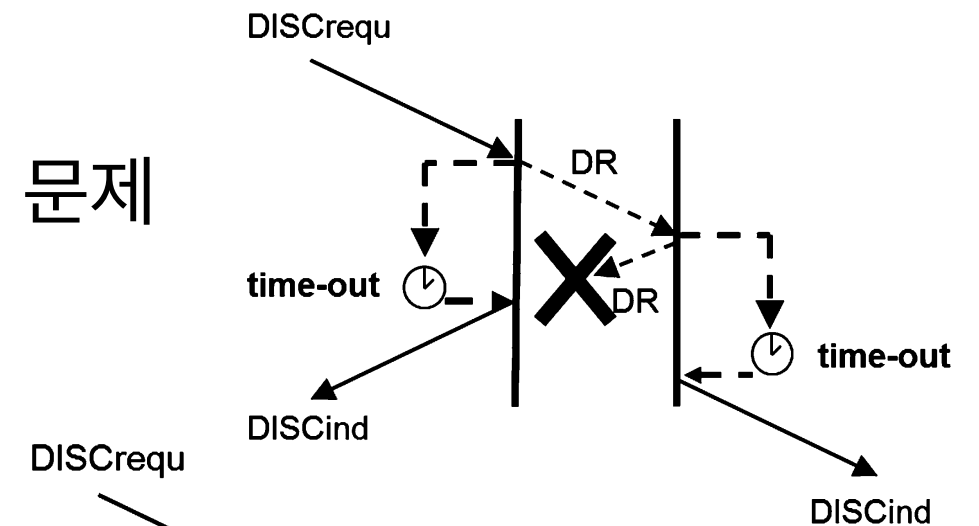 DISCrequ
DR
문제
time-out
DR
time-out
DISCind
DISCrequ
DISCind